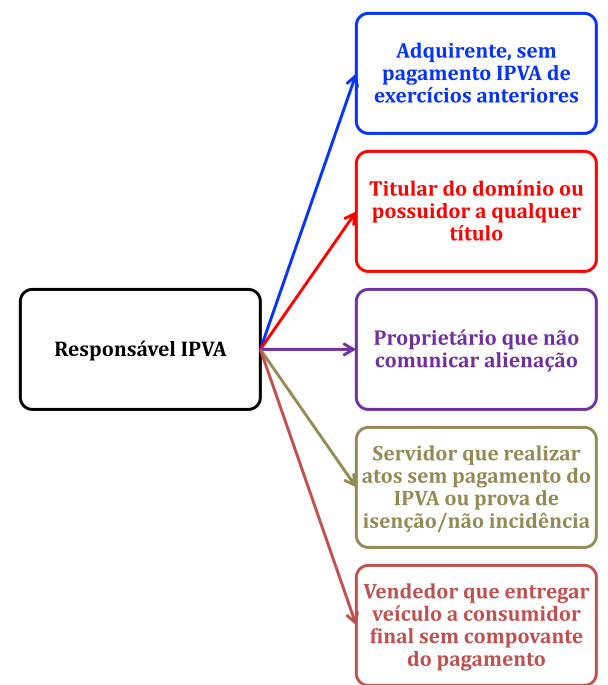 Adquirente, sem
pagamento IPVA de
exercícios anteriores
Titular do domínio ou
possuidor a qualquer
título
Responsável IPVA
Proprietário que não
comunicar alienação
Servidor que realizar
atos sem pagamento do
IPVA ou prova de
isenção/não incidência
Vendedor que entregar
veículo a consumidor
final sem compovante
do pagamento